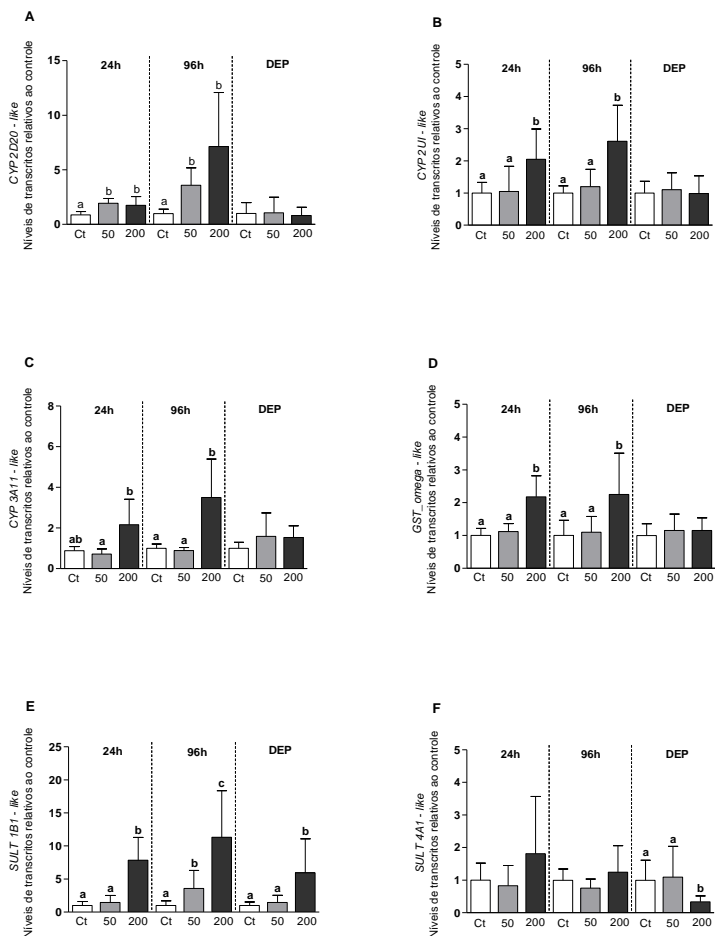 A
CYP2D20 - like
Níveis de transcritos relativos ao controle
24h 96h DEP
15
10
5
0
a b b a b b
Ct 50 200 Ct 50 200 Ct 50 200
B
CYP 2UI - like
Níveis de transcritos relativos ao controle
24h 96h DEP
5
4
3
2
1
0
a a b a a b
Ct 50 200 Ct 50 200 Ct 50 200
C
CYP 3A11 - like
Níveis de transcritos relativos ao controle
24h 96h DEP
8
6
4
2
0
ab a b a a b
Ct 50 200 Ct 50 200 Ct 50 200
D
GST_omega - like
Níveis de transcritos relativos ao controle
24h 96h DEP
5
4
3
2
1
0
a a b a a b
Ct 50 200 Ct 50 200 Ct 50 200
E
SULT 1B1 - like
Níveis de transcritos relativos ao controle
24h 96h DEP
25
20
15
10
5
0
a a b a b c a a b
Ct 50 200 Ct 50 200 Ct 50 200
F
SULT 4A1 - like
Níveis de transcritos relativos ao controle
24h 96h DEP
5
4
3
2
1
0
a a b
Ct 50 200 Ct 50 200 Ct 50 200